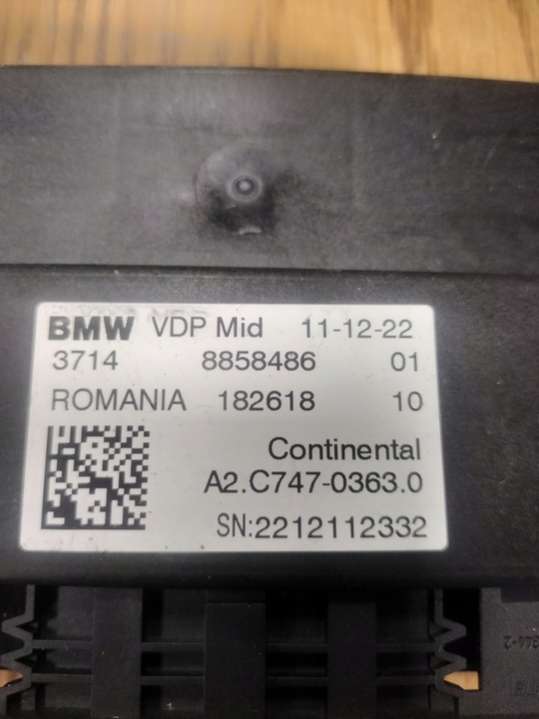 BMW VDP Mid 11-12-22
3714 8858486 01
ROMANIA 182618 10
Continental
A2.C747-0363.0
SN:2212112332